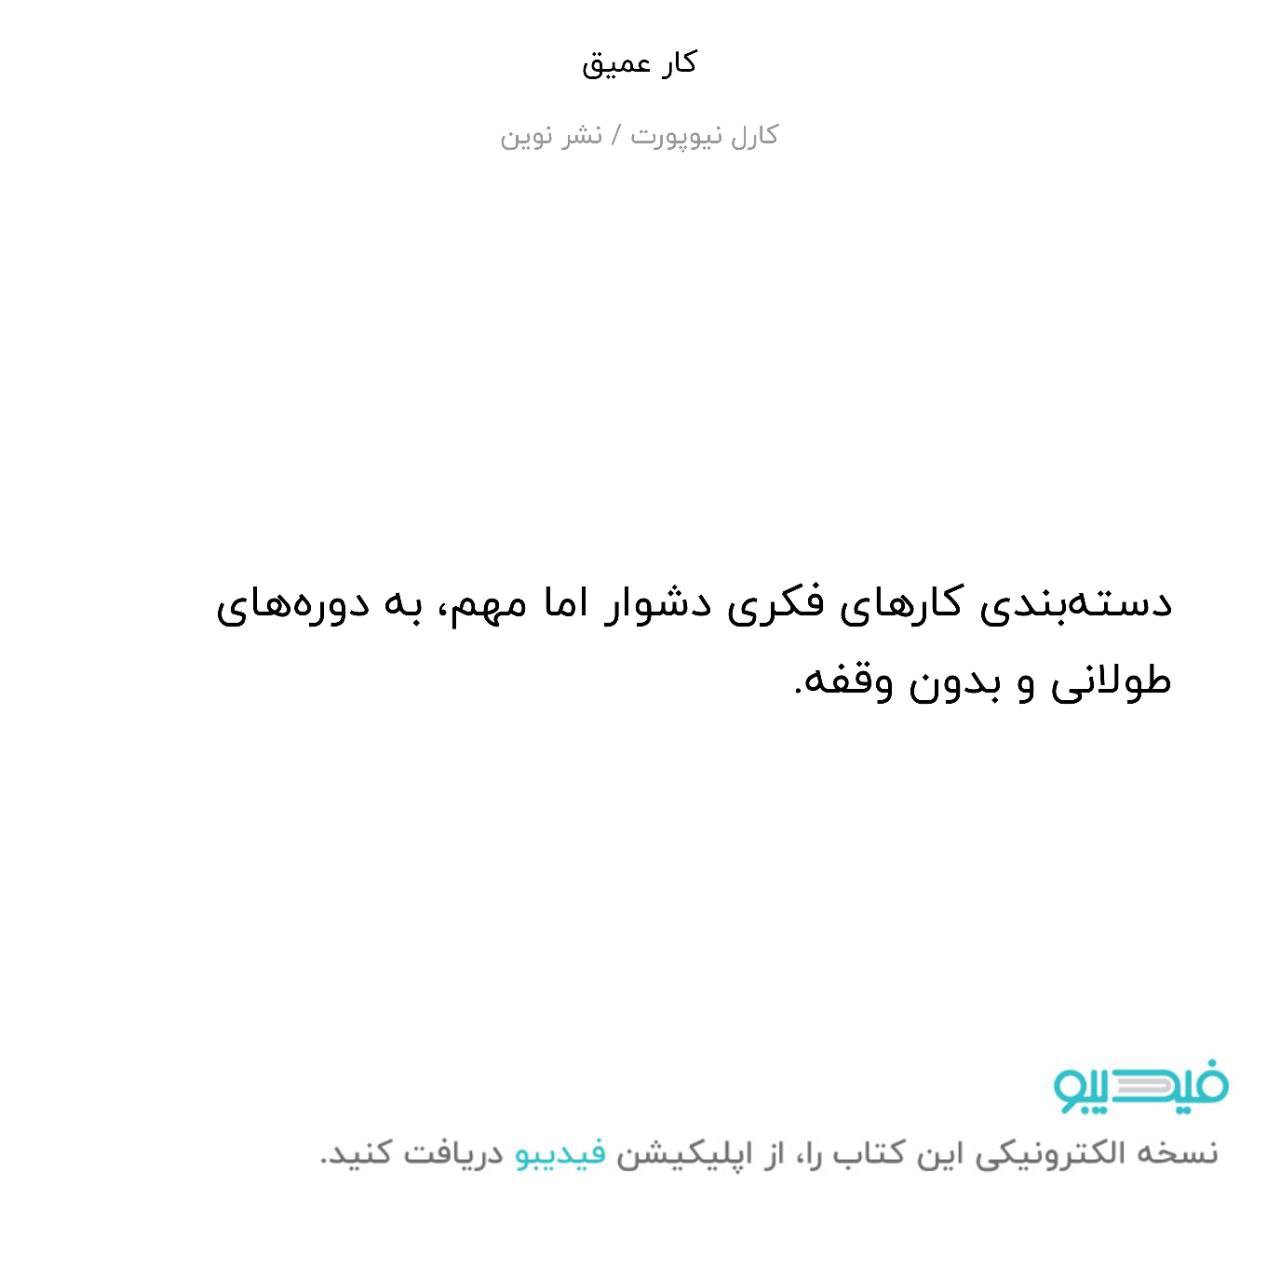 کار عمیق
کارل نیوپورت / نشر نوین
دسته‌بندی کارهای فکری دشوار اما مهم، به دوره‌های
طولانی و بدون وقفه.
فیدیبو
نسخه الکترونیکی این کتاب را، از اپلیکیشن فیدیبو دریافت کنید.